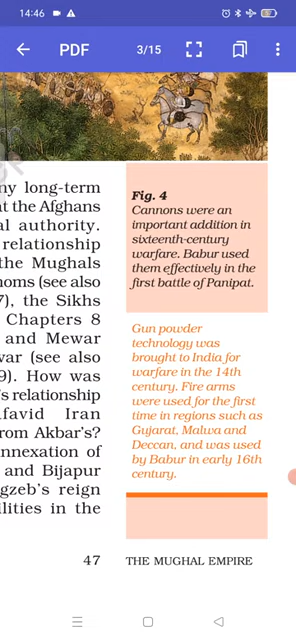 14:46
PDF
3/15
Fig. 4
Cannons were an
important addition in
sixteenth-century
warfare. Babur used
them effectively in the
first battle of Panipat.
Gun powder
technology was
brought to India for
warfare in the 14th
century. Fire arms
were used for the first
time in regions such as
Gujarat, Malwa and
Deccan, and was used
by Babur in early 16th
century.
ny long-term
t the Afghans
al authority.
relationship
the Mughals
homs (see also
7), the Sikhs
Chapters 8
and Mewar
var (see also
9). How was
's relationship
afavid Iran
rom Akbar's?
nnexation of
and Bijapur
gzeb's reign
ilities in the
47 THE MUGHAL EMPIRE